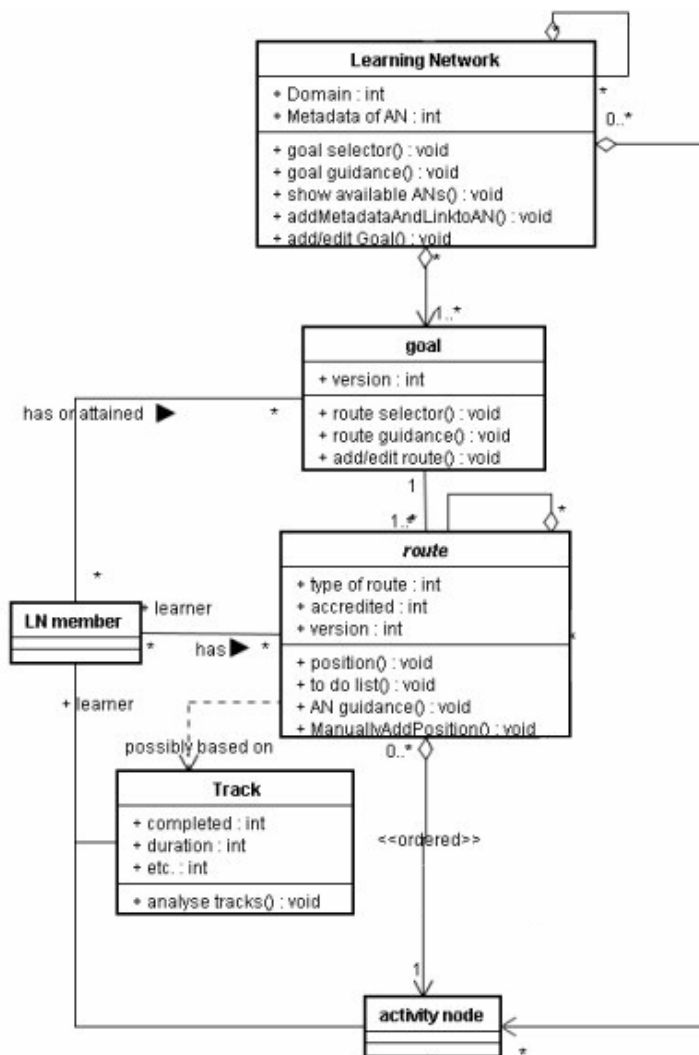 *
Learning Network
+ Domain : int
+ Metadata of AN : int
*
0..*
+ goal selector() : void
+ goal guidance() : void
+ show available ANs() : void
+ addMetadataAndLinktoAN() : void
+ add/edit Goal() : void
*
1..*
goal
+ version : int
has or attained ▶
*
+ route selector() : void
+ route guidance() : void
+ add/edit route() : void
1
1..*
*
route
*
+ type of route : int
+ accredited : int
+ version : int
+ learner
LN member
*
has ▶
*
*
+ position() : void
+ to do list() : void
+ AN guidance() : void
+ ManuallyAddPosition() : void
+ learner
possibly based on
0..*
Track
+ completed : int
+ duration : int
+ etc. : int
<<ordered>>
+ analyse tracks() : void
1
activity node
*